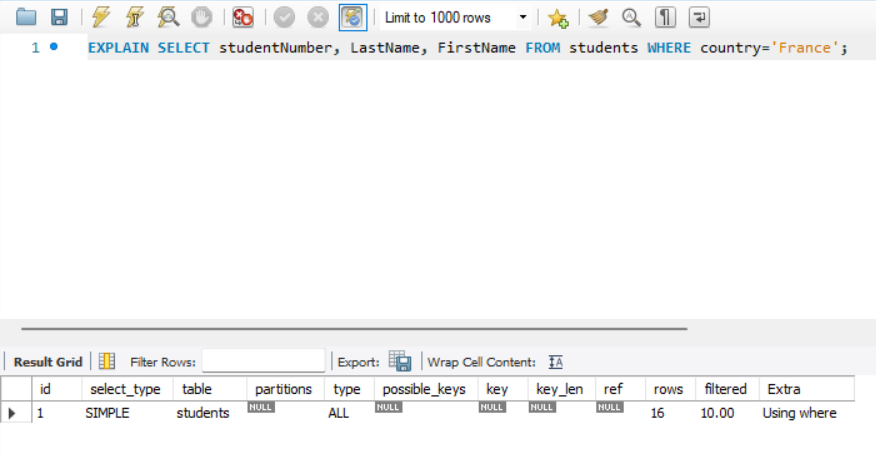 Limit to 1000 rows
1 EXPLAIN SELECT studentNumber, LastName, FirstName FROM students WHERE country='France';
Result Grid Filter Rows: Export: Wrap Cell Content: IA
id select_type table partitions type possible_keys key key_len ref rows filtered Extra
1 SIMPLE students NULL ALL NULL NULL NULL NULL 16 10.00 Using where